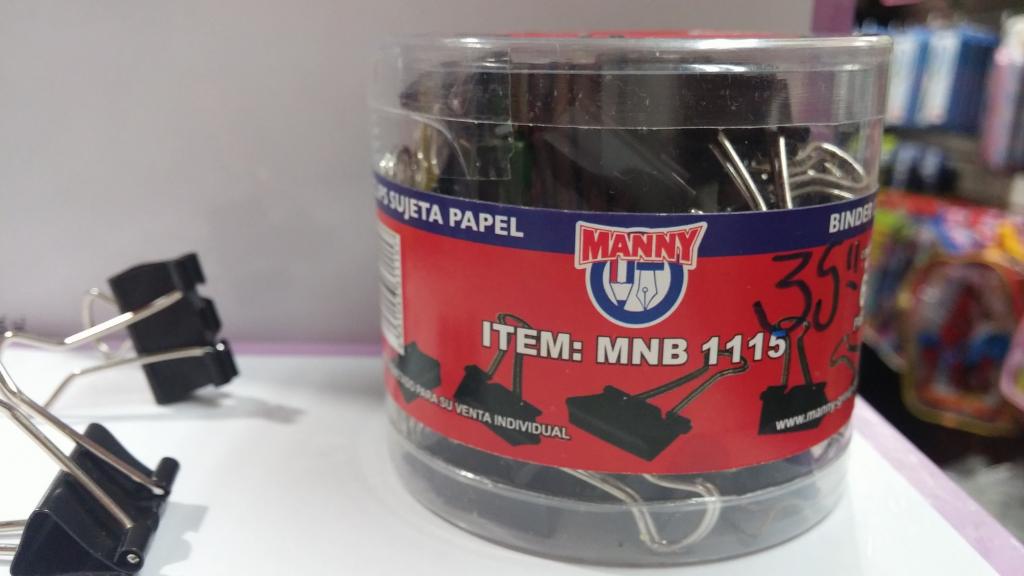 SUJETA PAPEL
MANNY
BINDER
35"
ITEM: MNB 1115
PARA SU VENTA INDIVIDUAL
www.manny